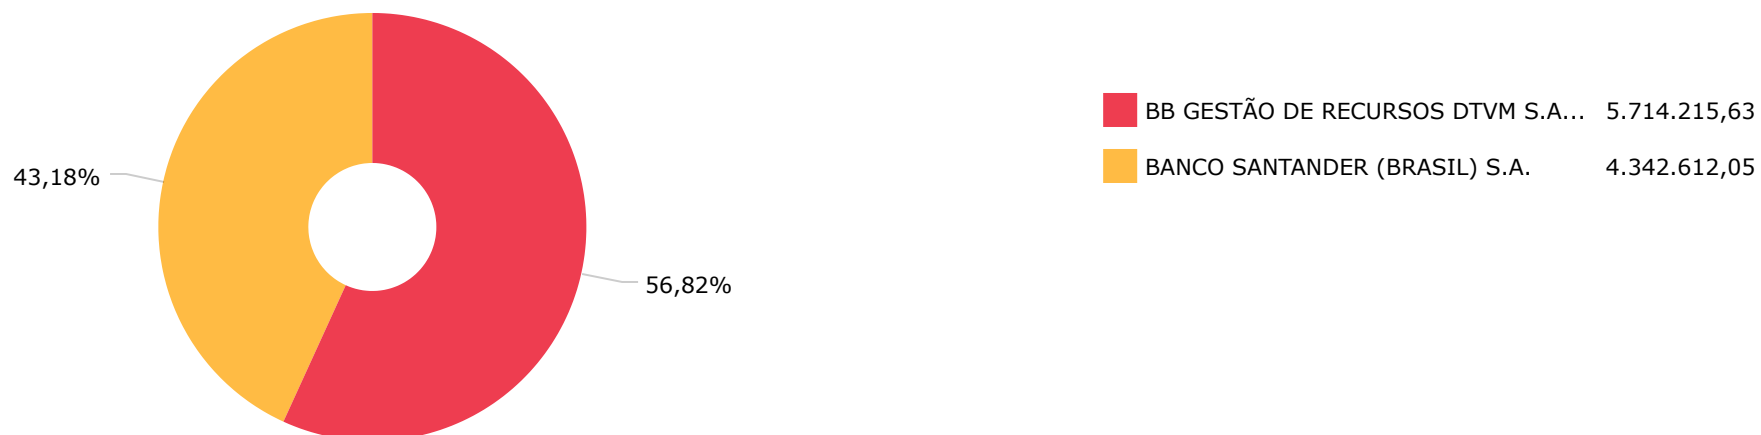 43,18%
56,82%
BB GESTÃO DE RECURSOS DTVM S.A... 5.714.215,63
BANCO SANTANDER (BRASIL) S.A. 4.342.612,05